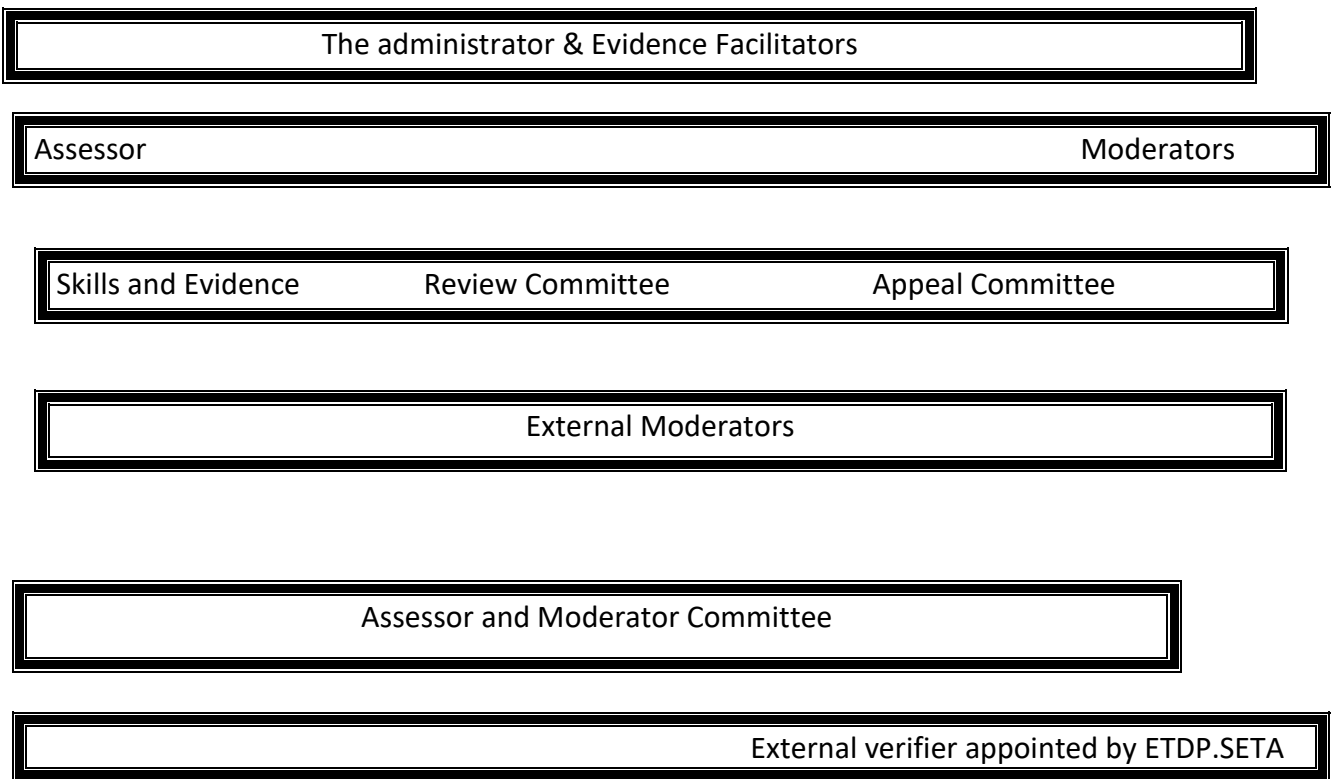 The administrator & Evidence Facilitators
Assessor Moderators
Skills and Evidence Review Committee Appeal Committee
External Moderators
Assessor and Moderator Committee
External verifier appointed by ETDP.SETA